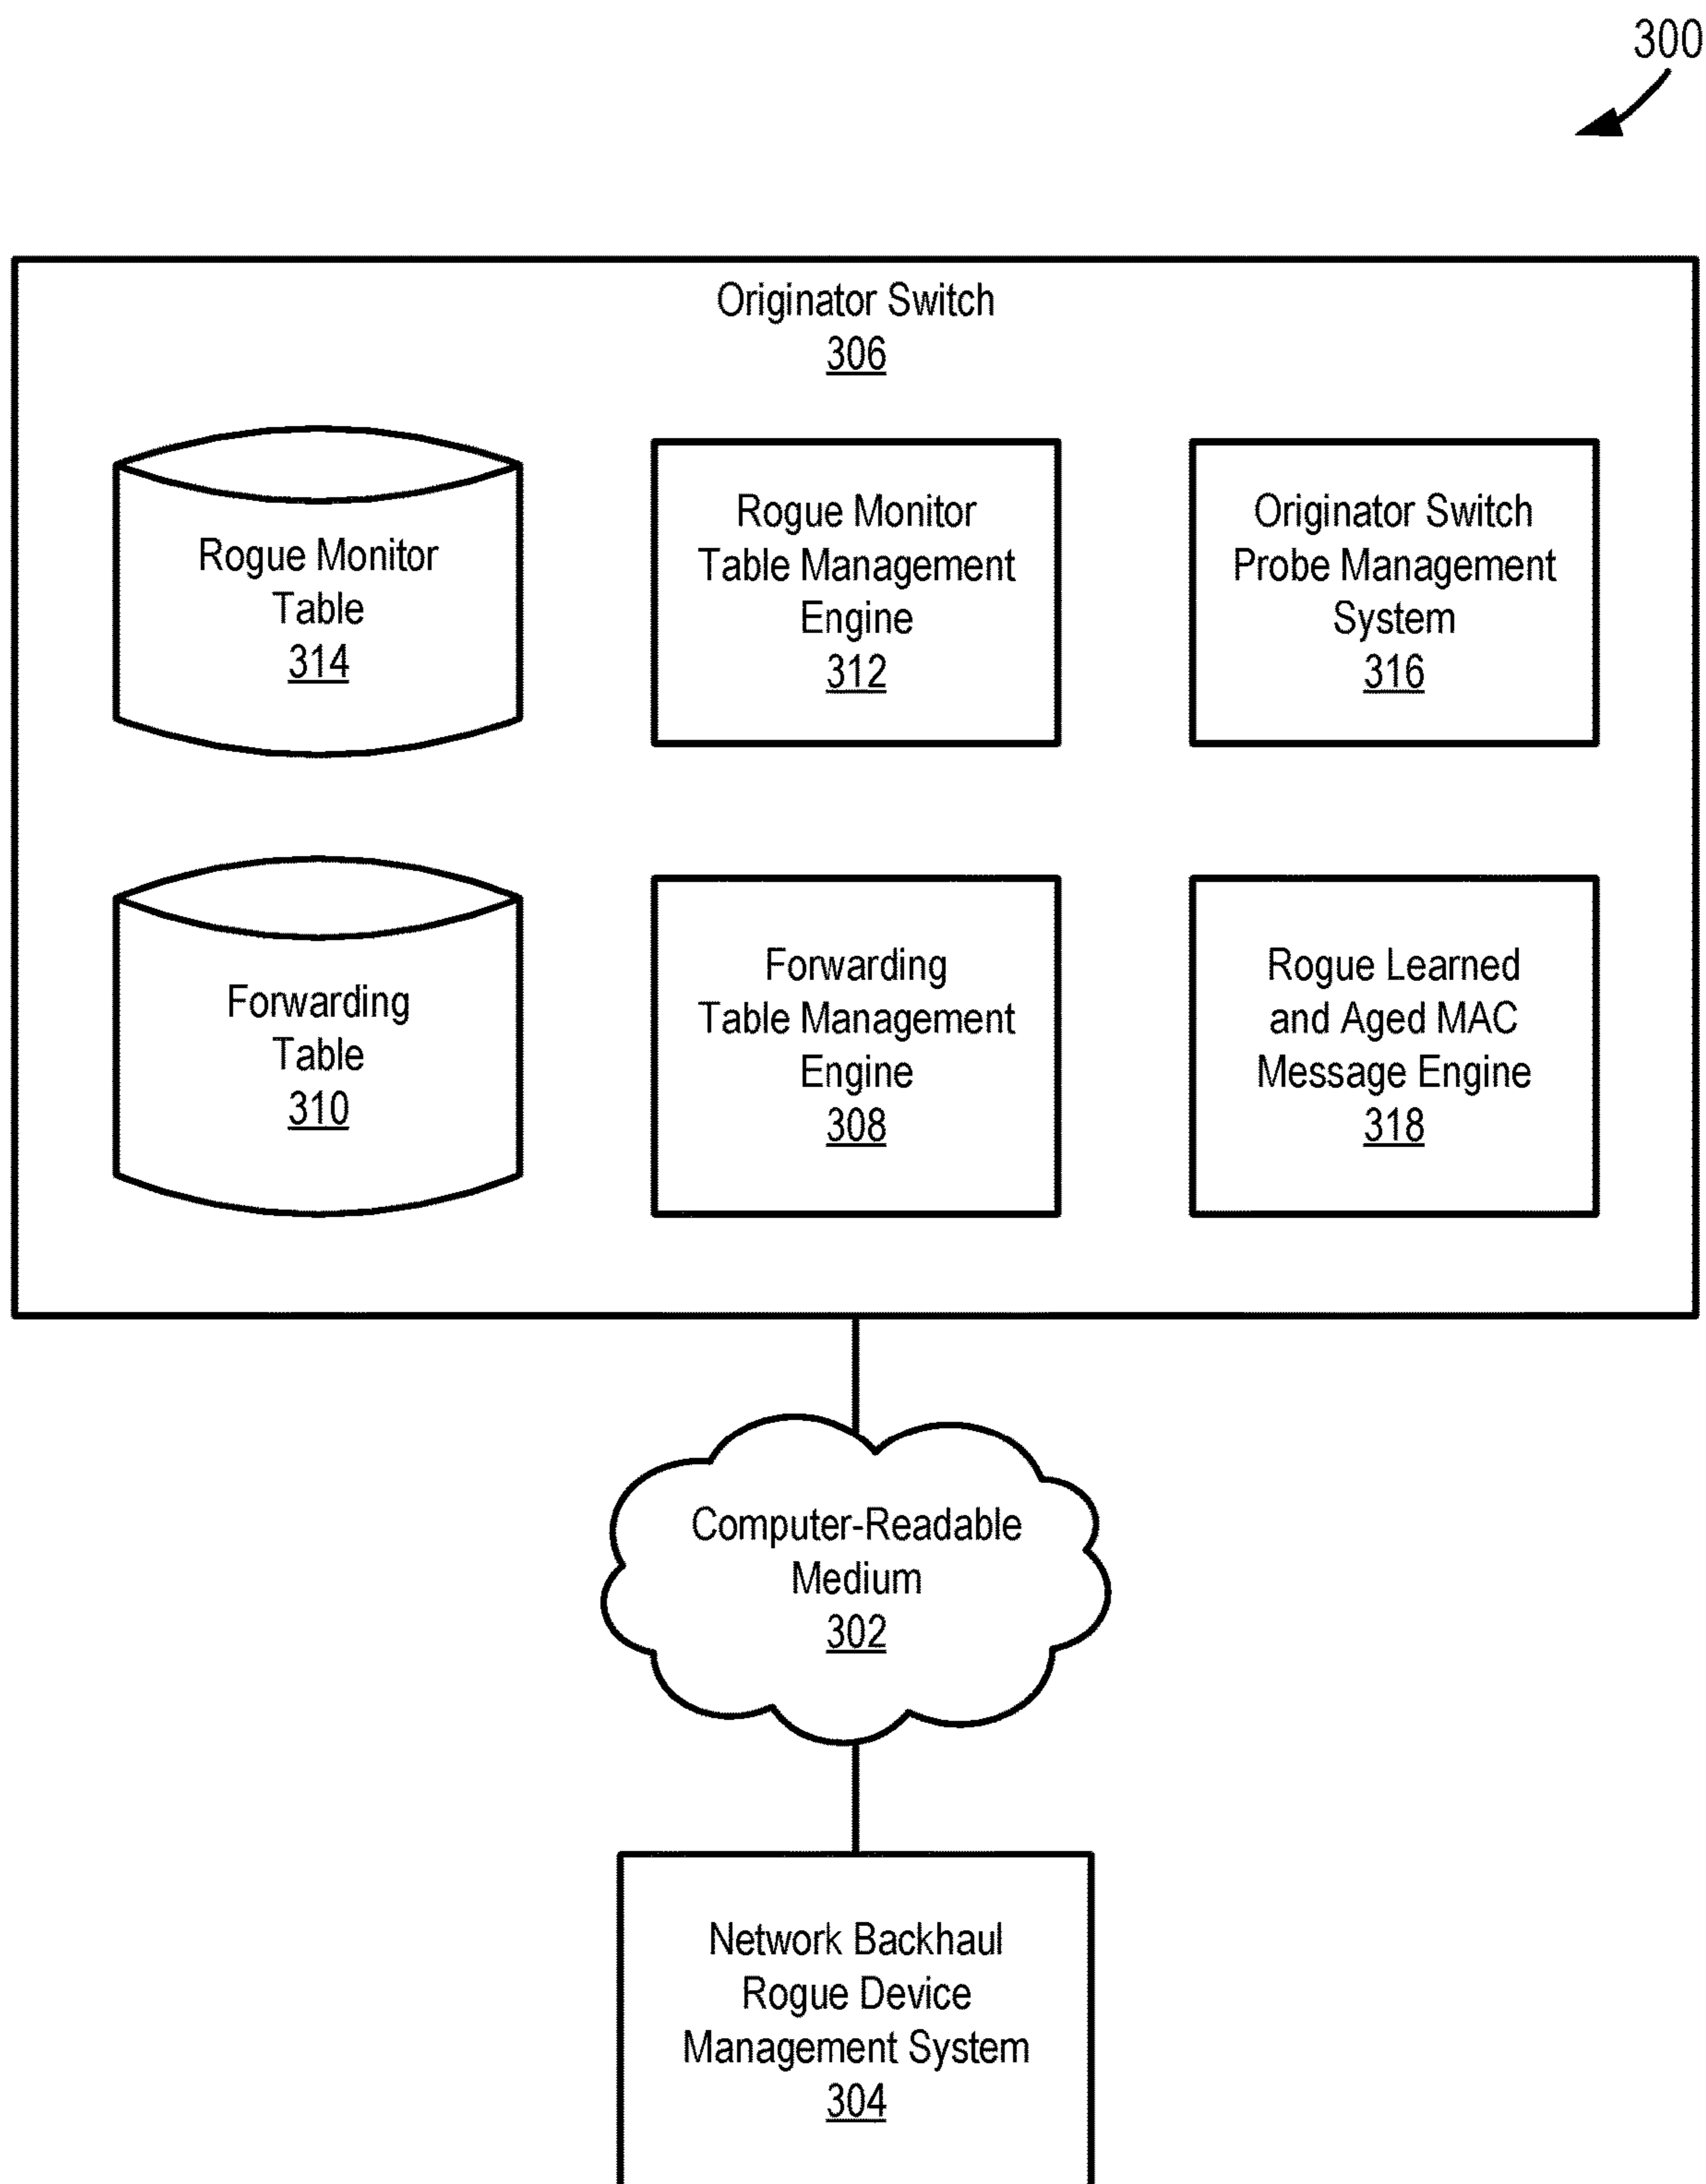 300
Originator Switch
306
Rogue Monitor
Table
314
Rogue Monitor
Table Management
Engine
312
Originator Switch
Probe Management
System
316
Forwarding
Table
310
Forwarding
Table Management
Engine
308
Rogue Learned
and Aged MAC
Message Engine
318
Computer-Readable
Medium
302
Network Backhaul
Rogue Device
Management System
304